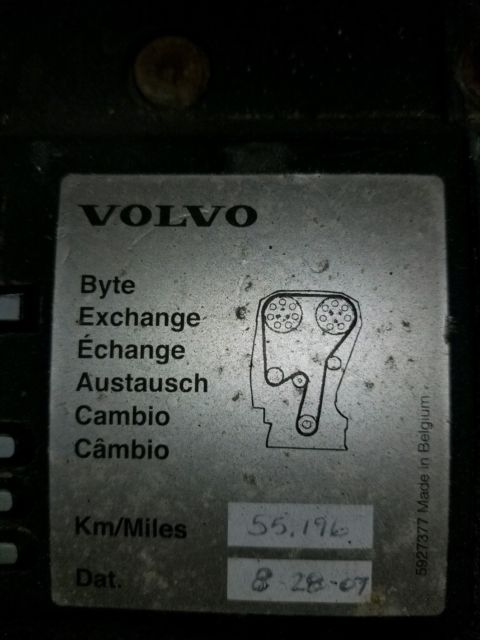 VOLVO
Byte
Exchange
Échange
Austausch
Cambio
Câmbio
Km/Miles 55,196
Dat. 8-28-07
5927377 Made in Belgium